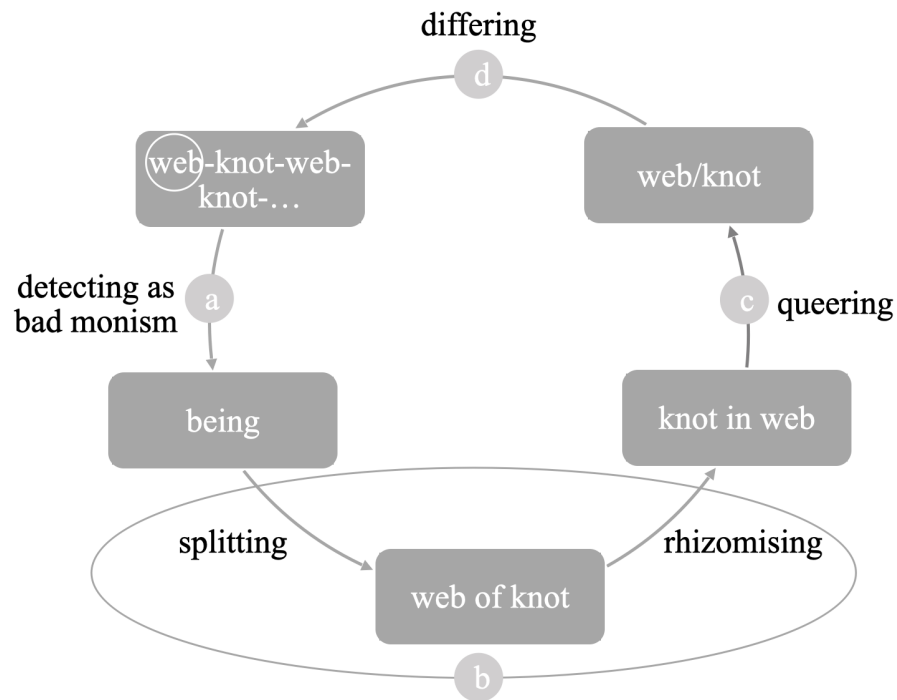 differing
d
web-knot-web-
knot-…
web/knot
detecting as
bad monism
a
c
queering
being
knot in web
splitting
rhizomising
web of knot
b